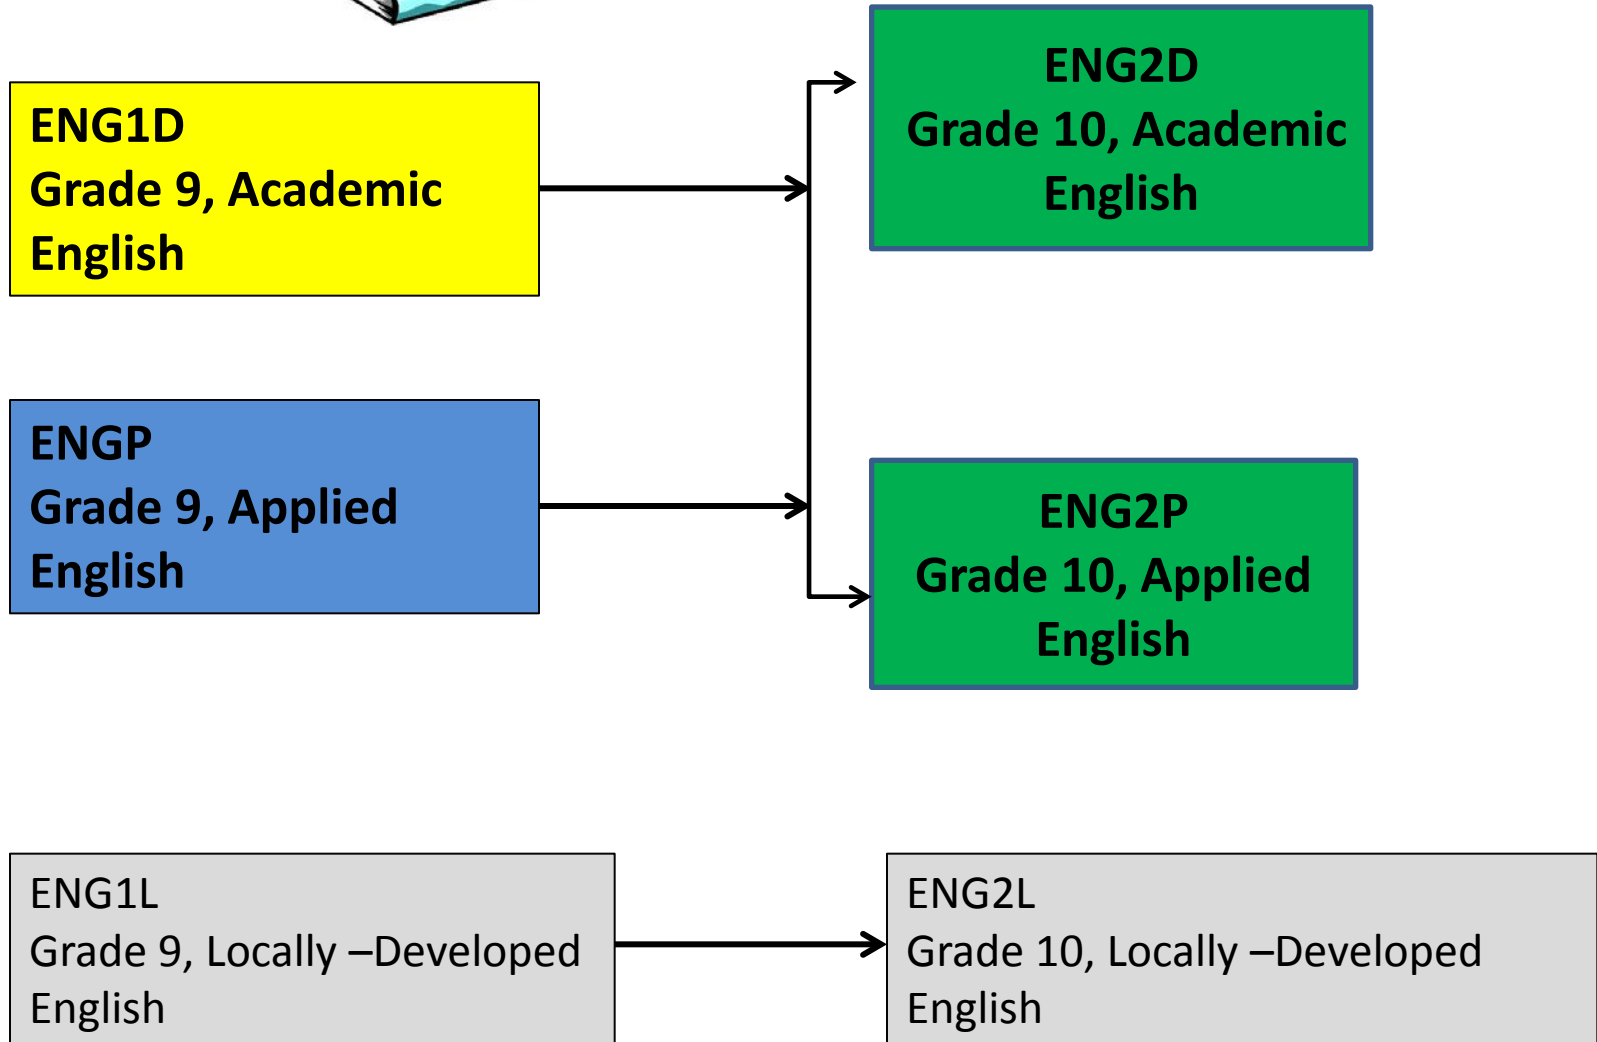 ENG1D
Grade 9, Academic
English
ENG2D
Grade 10, Academic
English
ENGP
Grade 9, Applied
English
ENG2P
Grade 10, Applied
English
ENG1L
Grade 9, Locally –Developed
English
ENG2L
Grade 10, Locally –Developed
English